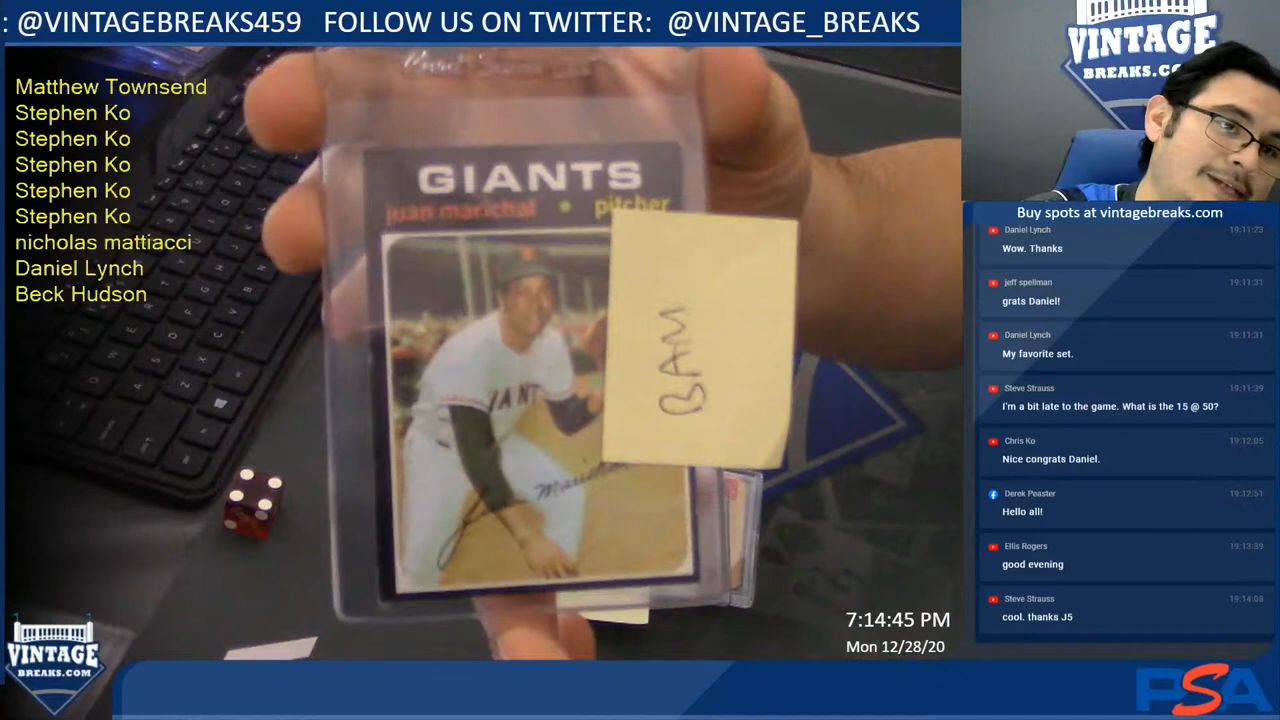 : @VINTAGEBREAKS459 FOLLOW US ON TWITTER: @VINTAGE_BREAKS
Matthew Townsend
Stephen Ko
Stephen Ko
Stephen Ko
Stephen Ko
Stephen Ko
nicholas mattiacci
Daniel Lynch
Beck Hudson
GIANTS
juan marichal • pitcher
BAM
VINTAGE
BREAKS.CO
Buy spots at vintagebreaks.com
Daniel Lynch 19:11:23
Wow. Thanks
jeff spellman 19:11:31
grats Daniel!
Daniel Lynch 19:11:31
My favorite set.
Steve Strauss 19:11:39
I'm a bit late to the game. What is the 15 @ 50?
Chris Ko 19:12:05
Nice congrats Daniel.
Derek Peaster 19:12:51
Hello all!
Ellis Rogers 19:13:39
good evening
Steve Strauss 19:14:08
cool. thanks J5
7:14:45 PM
Mon 12/28/20
VINTAGE
BREAKS.COM
PSA